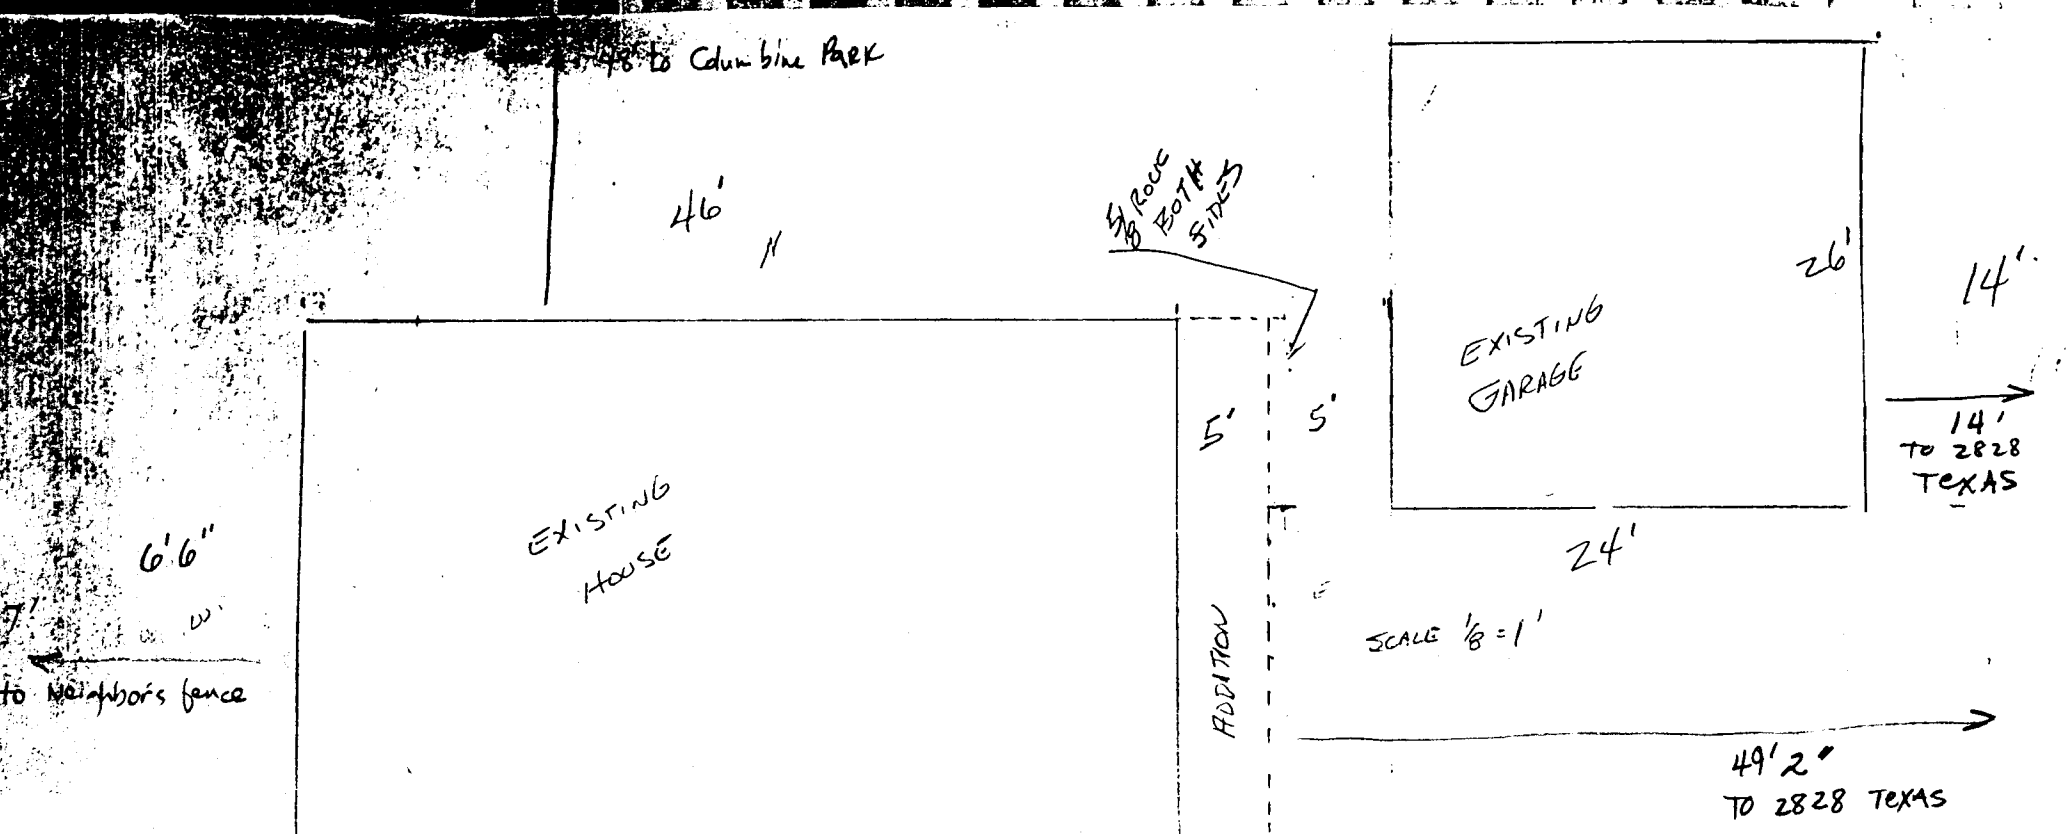 48' to Columbine Park
46'
N
5/8 ROCK
BOTH
SIDES
26'
14'
EXISTING
GARAGE
14'
TO 2828
TEXAS
5'
5'
EXISTING
HOUSE
24'
6'6"
7'
W.
to Neighbor's fence
E
ADDITION
SCALE 1/8 = 1'
49'2"
TO 2828 TEXAS